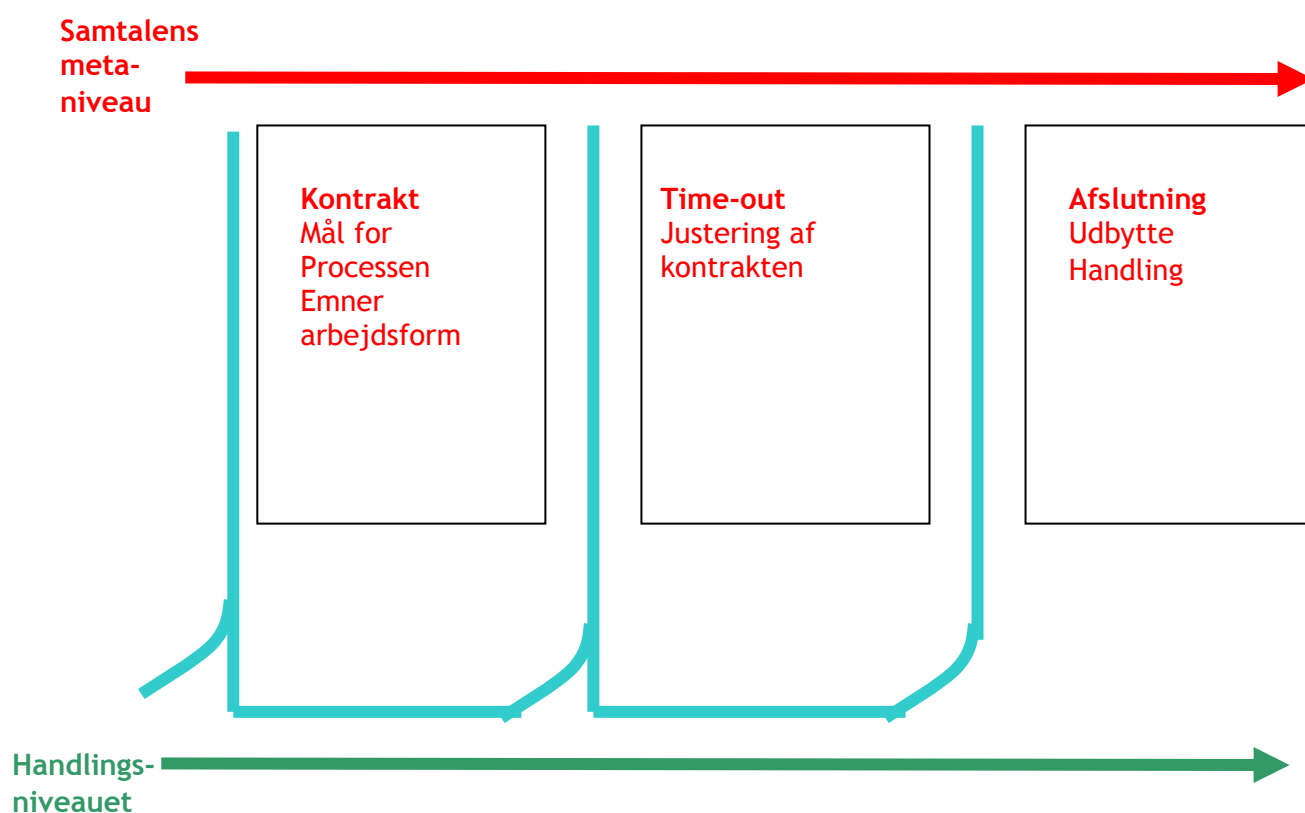 Samtalens
meta-
niveau
Kontrakt
Mål for
Processen
Emner
arbejdsform
Time-out
Justering af
kontrakten
Afslutning
Udbytte
Handling
Handlings-
niveauet